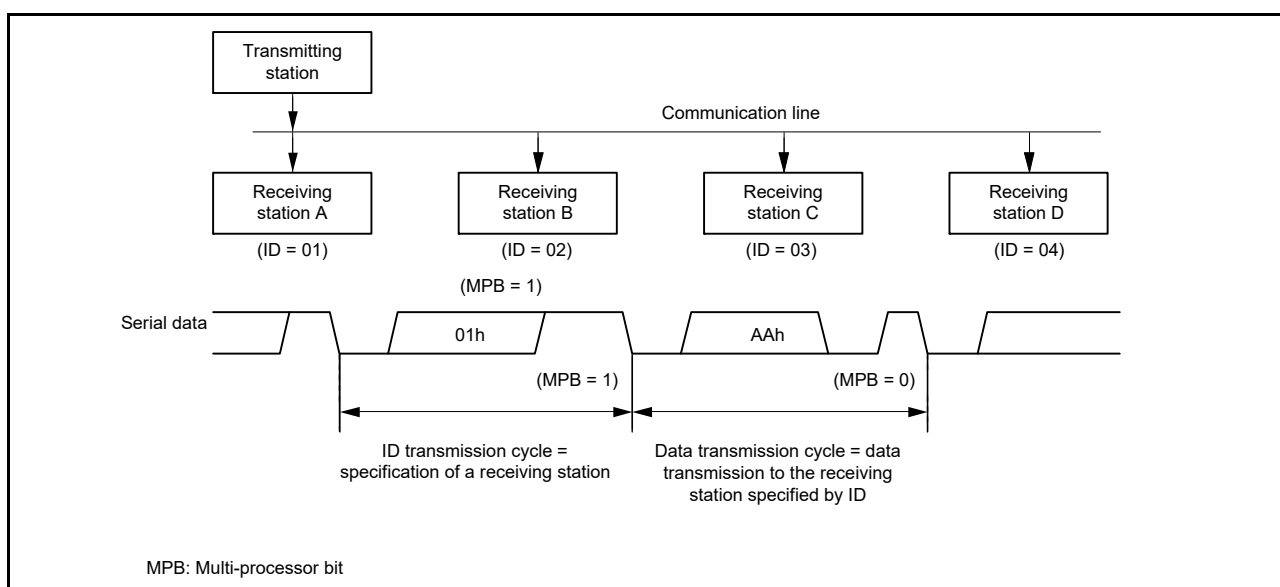 Transmitting
station
Communication line
Receiving
station A
Receiving
station B
Receiving
station C
Receiving
station D
(ID = 01)
(ID = 02)
(ID = 03)
(ID = 04)
(MPB = 1)
Serial data
01h
AAh
(MPB = 1)
(MPB = 0)
ID transmission cycle =
specification of a receiving station
Data transmission cycle = data
transmission to the receiving
station specified by ID
MPB: Multi-processor bit